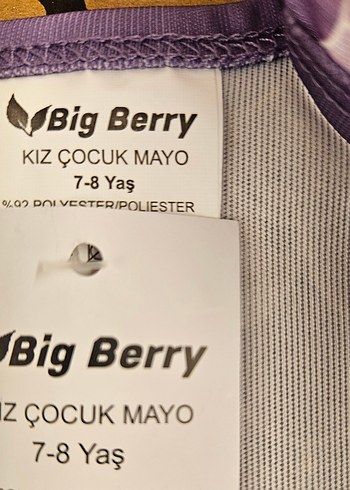 Big Berry
KIZ ÇOCUK MAYO
7-8 Yaş
%92 POLYESTER/POLIESTER
Big Berry
IZ ÇOCUK MAYO
7-8 Yaş